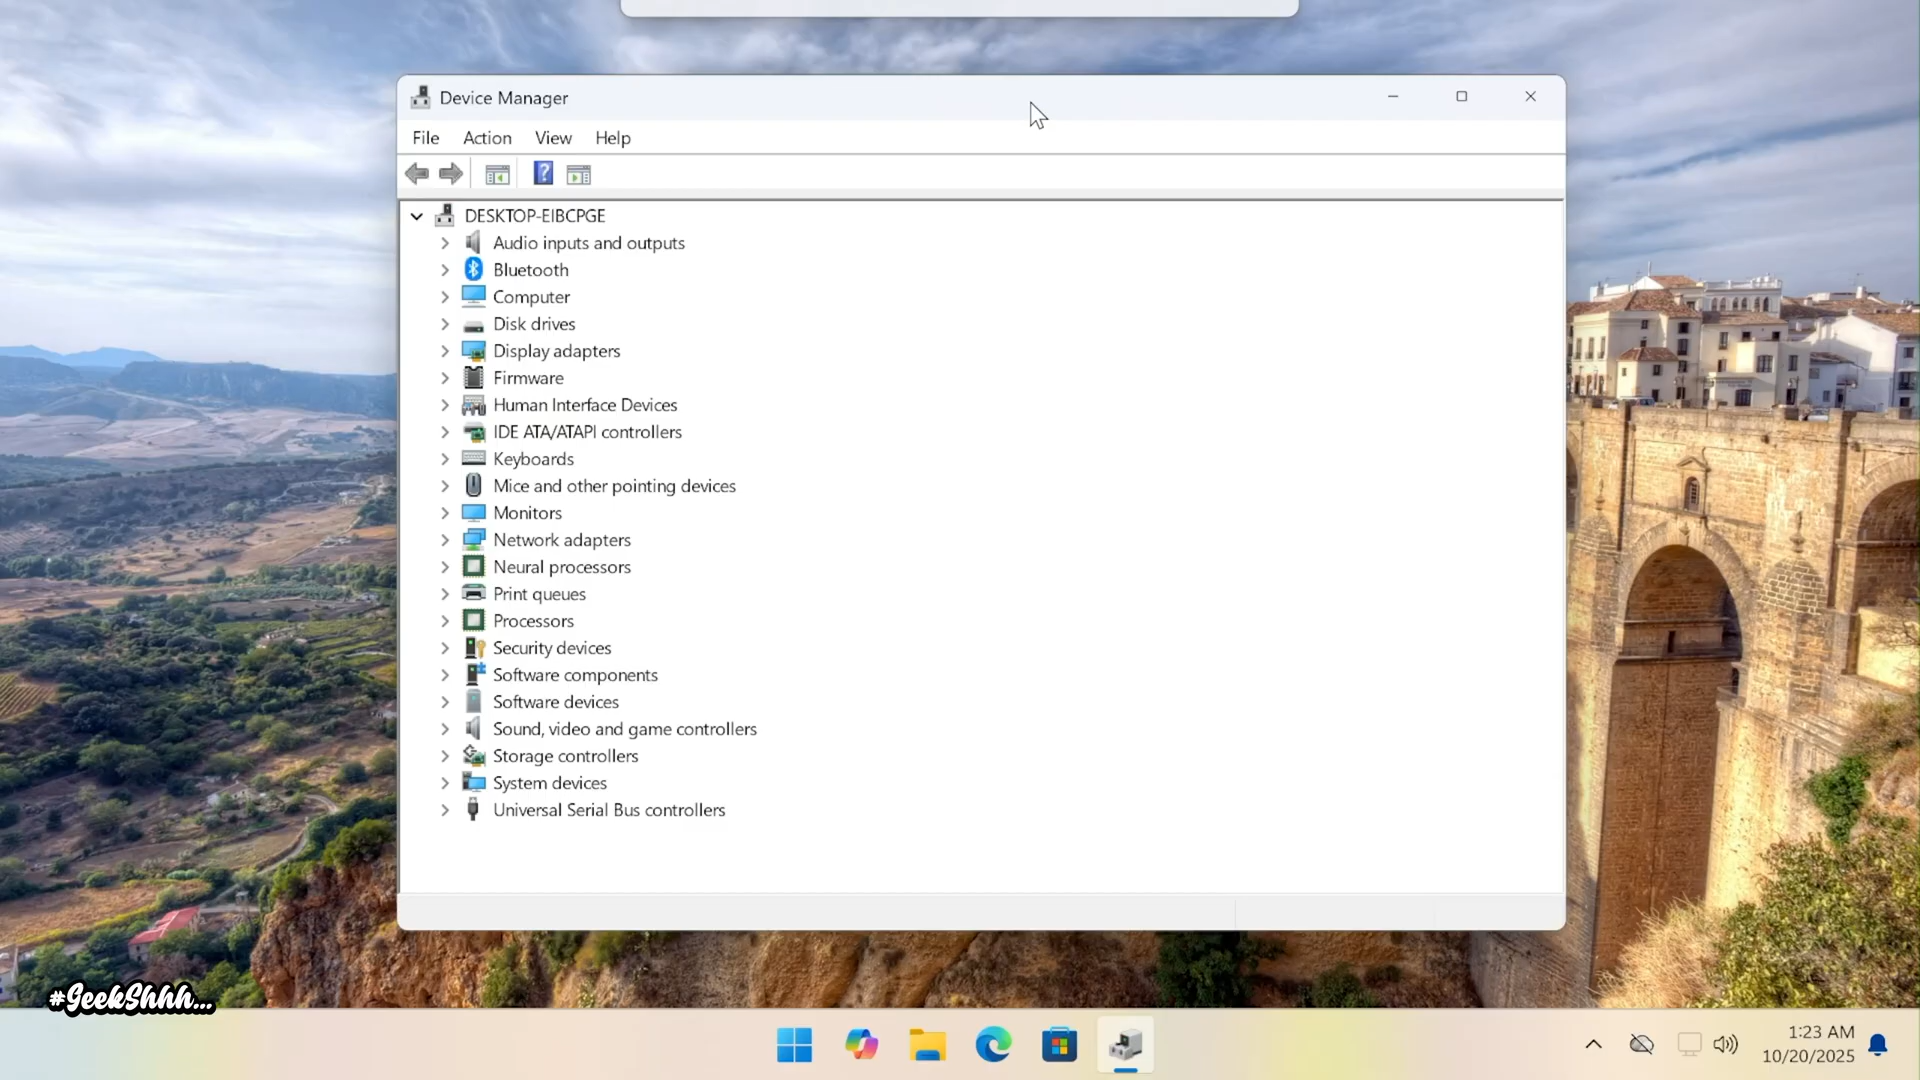 Device Manager
File Action View Help
DESKTOP-EIBCPGE
Audio inputs and outputs
Bluetooth
Computer
Disk drives
Display adapters
Firmware
Human Interface Devices
IDE ATA/ATAPI controllers
Keyboards
Mice and other pointing devices
Monitors
Network adapters
Neural processors
Print queues
Processors
Security devices
Software components
Software devices
Sound, video and game controllers
Storage controllers
System devices
Universal Serial Bus controllers
#GeekShhh...
1:23 AM
10/20/2025